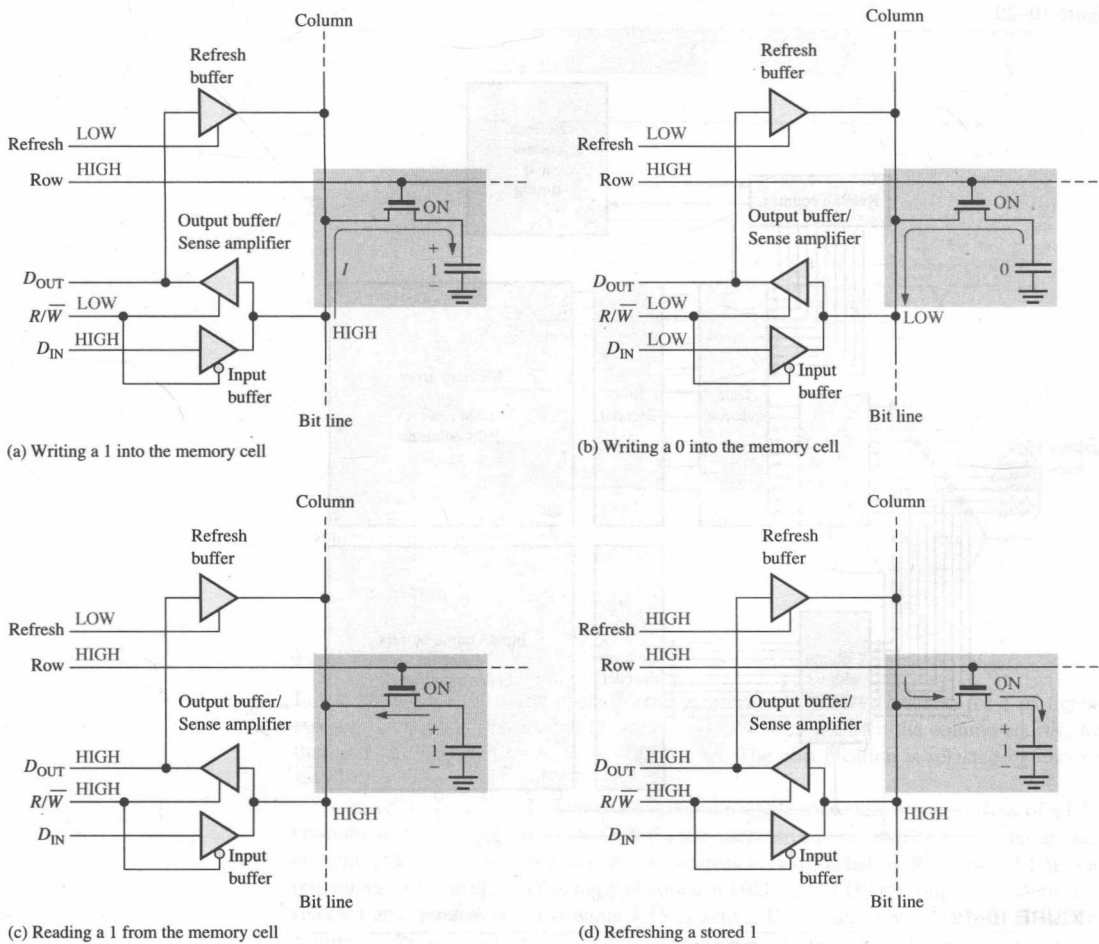 gure 10–20.
Column
Refresh
buffer
Refresh LOW
Row HIGH
ON
Output buffer/
Sense amplifier
+
1
−
I
D_OUT
R/W̅ LOW
D_IN HIGH
HIGH
Input
buffer
Bit line
(a) Writing a 1 into the memory cell
Column
Refresh
buffer
Refresh LOW
Row HIGH
ON
Output buffer/
Sense amplifier
0
D_OUT
R/W̅ LOW
D_IN LOW
LOW
Input
buffer
Bit line
(b) Writing a 0 into the memory cell
Column
Refresh
buffer
Refresh LOW
Row HIGH
ON
Output buffer/
Sense amplifier
+
1
−
D_OUT HIGH
R/W̅ HIGH
D_IN
HIGH
Input
buffer
Bit line
(c) Reading a 1 from the memory cell
Column
Refresh
buffer
Refresh HIGH
Row HIGH
ON
Output buffer/
Sense amplifier
+
1
−
D_OUT HIGH
R/W̅ HIGH
D_IN
HIGH
Input
buffer
Bit line
(d) Refreshing a stored 1